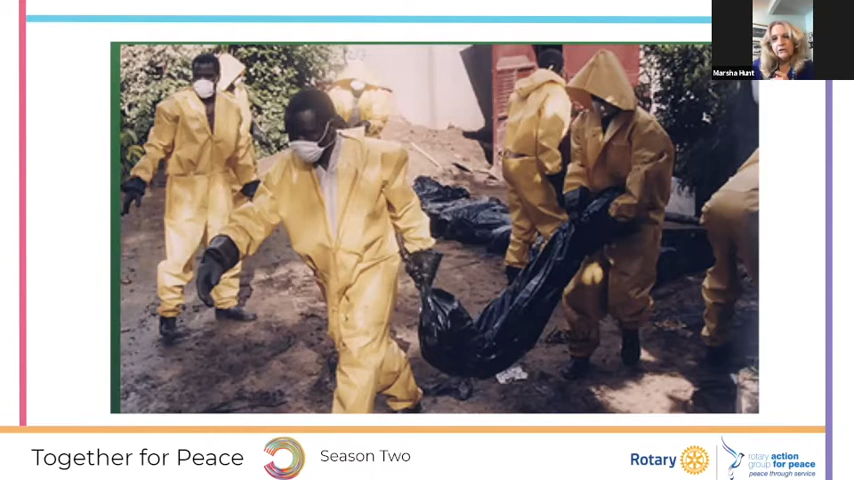 Marsha Hunt
Together for Peace
Season Two
Rotary
rotary action
group for peace
peace through service